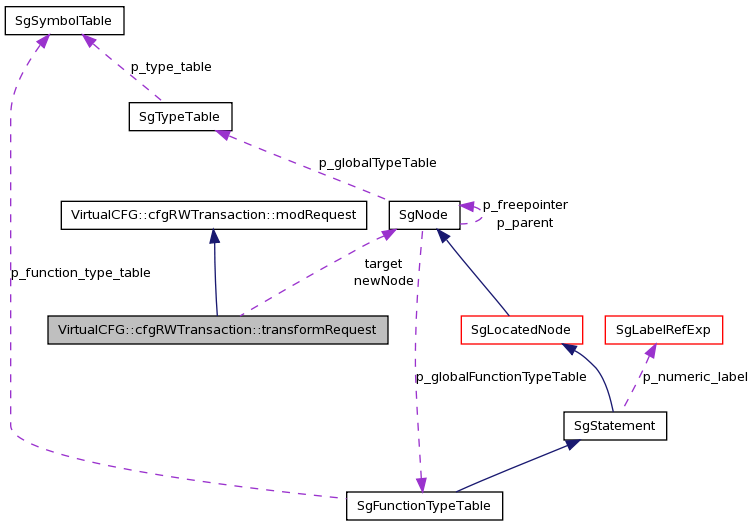 SgSymbolTable
p_type_table
SgTypeTable
p_globalTypeTable
VirtualCFG::cfgRWTransaction::modRequest
SgNode
p_freepointer
p_parent
p_function_type_table
target
newNode
VirtualCFG::cfgRWTransaction::transformRequest
SgLocatedNode
SgLabelRefExp
p_globalFunctionTypeTable
p_numeric_label
SgStatement
SgFunctionTypeTable